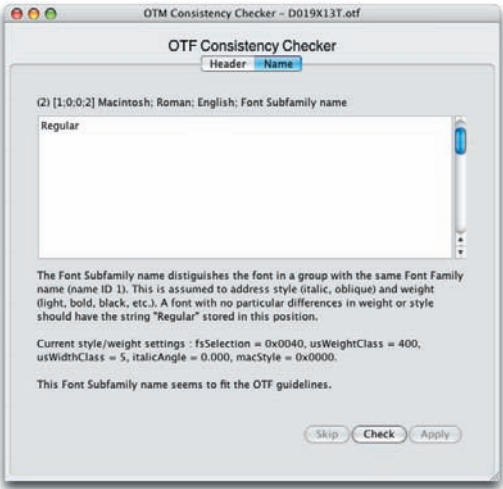 OTM Consistency Checker – D019X13T.otf
OTF Consistency Checker
Header Name
(2) [1;0;0;2] Macintosh; Roman; English; Font Subfamily name
Regular
The Font Subfamily name distiguishes the font in a group with the same Font Family
name (name ID 1). This is assumed to address style (italic, oblique) and weight
(light, bold, black, etc.). A font with no particular differences in weight or style
should have the string "Regular" stored in this position.
Current style/weight settings : fsSelection = 0x0040, usWeightClass = 400,
usWidthClass = 5, italicAngle = 0.000, macStyle = 0x0000.
This Font Subfamily name seems to fit the OTF guidelines.
Skip Check Apply